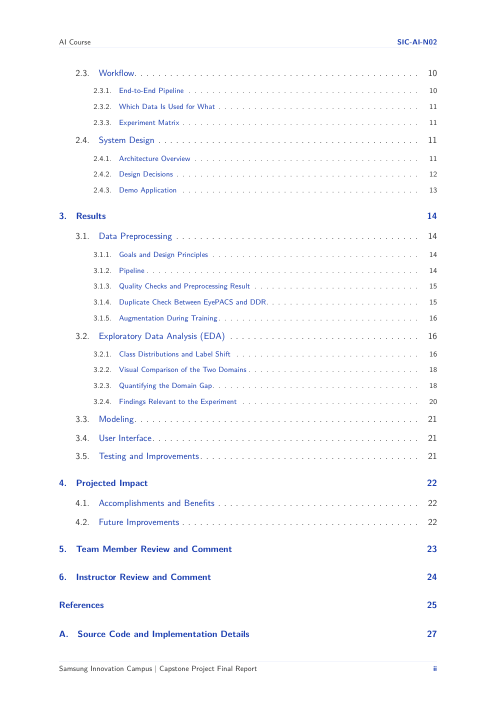 AI Course SIC-AI-N02
2.3. Workflow. . . . . . . . . . . . . . . . . . . . . . . . . . . . . . . . . . . . . . . . 10
2.3.1. End-to-End Pipeline . . . . . . . . . . . . . . . . . . . . . . . . . . . . . . . . 10
2.3.2. Which Data Is Used for What . . . . . . . . . . . . . . . . . . . . . . . . . . . 11
2.3.3. Experiment Matrix . . . . . . . . . . . . . . . . . . . . . . . . . . . . . . . . 11
2.4. System Design . . . . . . . . . . . . . . . . . . . . . . . . . . . . . . . . . . . . 11
2.4.1. Architecture Overview . . . . . . . . . . . . . . . . . . . . . . . . . . . . . . 11
2.4.2. Design Decisions . . . . . . . . . . . . . . . . . . . . . . . . . . . . . . . . . 12
2.4.3. Demo Application . . . . . . . . . . . . . . . . . . . . . . . . . . . . . . . . 13
3. Results 14
3.1. Data Preprocessing . . . . . . . . . . . . . . . . . . . . . . . . . . . . . . . . . 14
3.1.1. Goals and Design Principles . . . . . . . . . . . . . . . . . . . . . . . . . . . 14
3.1.2. Pipeline . . . . . . . . . . . . . . . . . . . . . . . . . . . . . . . . . . . . . 14
3.1.3. Quality Checks and Preprocessing Result . . . . . . . . . . . . . . . . . . . . . 15
3.1.4. Duplicate Check Between EyePACS and DDR. . . . . . . . . . . . . . . . . . . . 15
3.1.5. Augmentation During Training . . . . . . . . . . . . . . . . . . . . . . . . . . 16
3.2. Exploratory Data Analysis (EDA) . . . . . . . . . . . . . . . . . . . . . . . . . . 16
3.2.1. Class Distributions and Label Shift . . . . . . . . . . . . . . . . . . . . . . . 16
3.2.2. Visual Comparison of the Two Domains . . . . . . . . . . . . . . . . . . . . . . 18
3.2.3. Quantifying the Domain Gap. . . . . . . . . . . . . . . . . . . . . . . . . . . . 18
3.2.4. Findings Relevant to the Experiment . . . . . . . . . . . . . . . . . . . . . . . 20
3.3. Modeling. . . . . . . . . . . . . . . . . . . . . . . . . . . . . . . . . . . . . . . 21
3.4. User Interface. . . . . . . . . . . . . . . . . . . . . . . . . . . . . . . . . . . . 21
3.5. Testing and Improvements . . . . . . . . . . . . . . . . . . . . . . . . . . . . . . 21
4. Projected Impact 22
4.1. Accomplishments and Benefits . . . . . . . . . . . . . . . . . . . . . . . . . . . . 22
4.2. Future Improvements . . . . . . . . . . . . . . . . . . . . . . . . . . . . . . . . 22
5. Team Member Review and Comment 23
6. Instructor Review and Comment 24
References 25
A. Source Code and Implementation Details 27
Samsung Innovation Campus | Capstone Project Final Report ii